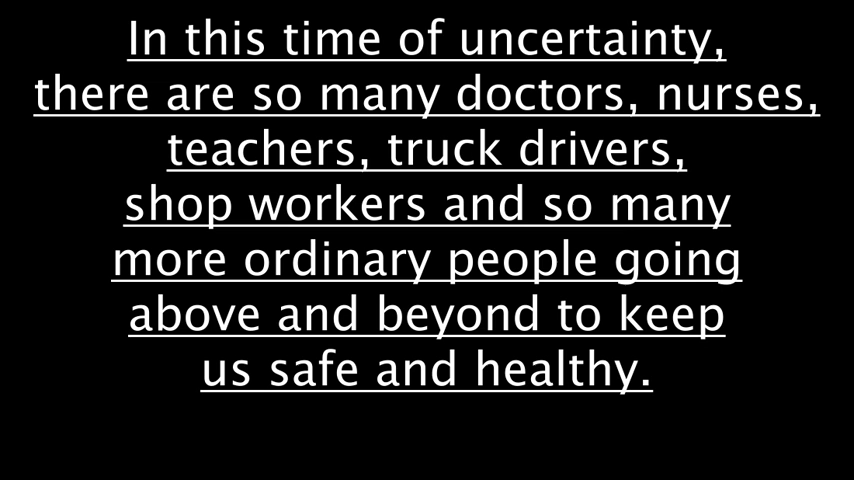 In this time of uncertainty,
there are so many doctors, nurses,
teachers, truck drivers,
shop workers and so many
more ordinary people going
above and beyond to keep
us safe and healthy.